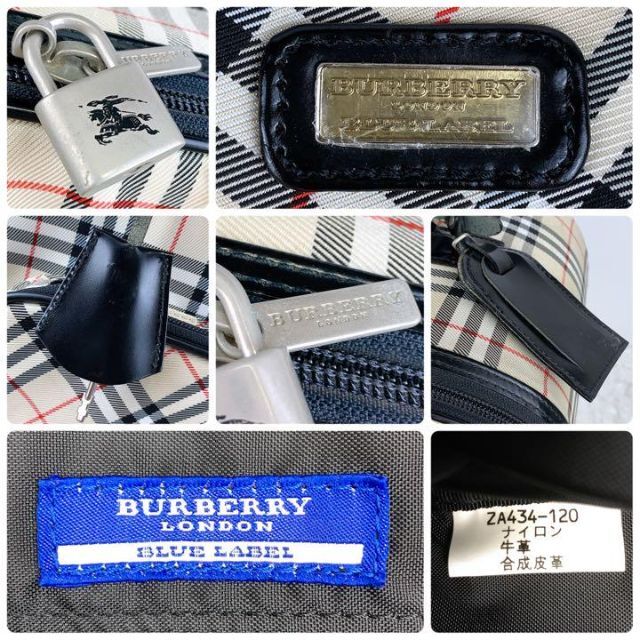 BURBERRY
LONDON
BLUE LABEL
BURBERRY
LONDON
BURBERRY
LONDON
BLUE LABEL
ZA434-120
ナイロン
牛革
合成皮革